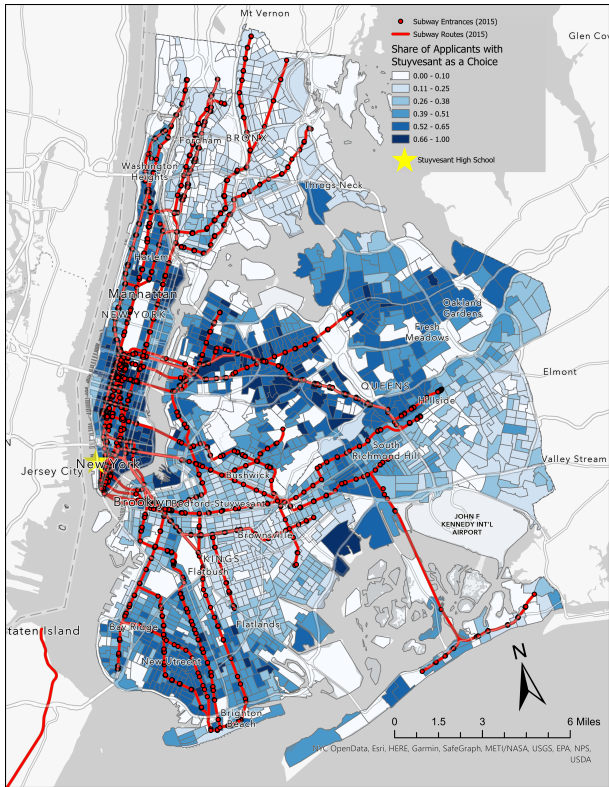 Mt Vernon
Subway Entrances (2015)
Subway Routes (2015)
Glen Cov
Share of Applicants with
Stuyvesant as a Choice
0.00 - 0.10
0.11 - 0.25
0.26 - 0.38
0.39 - 0.51
0.52 - 0.65
0.66 - 1.00
Stuyvesant High School
Fordham
BRONX
Washington
Heights
Throgs Neck
Harlem
Manhattan
NEW YORK
Oakland
Gardens
Fresh
Meadows
Elmont
QUEENS
Hillside
South
Richmond Hill
Valley Stream
New York
Jersey City
N
Bushwick
Brooklyn
Bedford-Stuyvesant
JOHN F
KENNEDY INT'L
AIRPORT
Brownsville
KINGS
Flatbush
Flatlands
Bay Ridge
taten Island
New Utrecht
Brighton
Beach
N
0 1.5 3 6 Miles
NYC OpenData, Esri, HERE, Garmin, SafeGraph, METI/NASA, USGS, EPA, NPS,
USDA